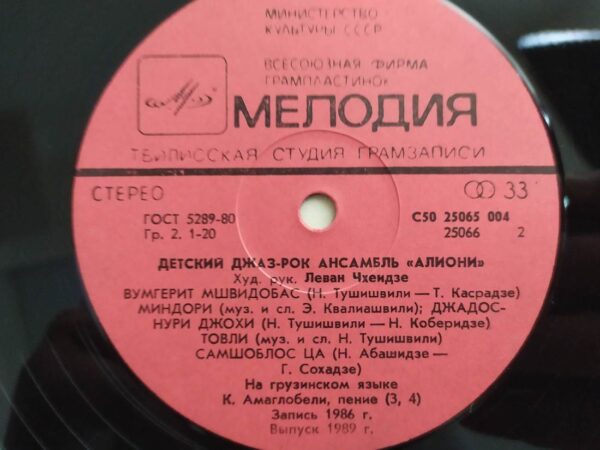 МИНИСТЕРСТВО
КУЛЬТУРЫ СССР
ВСЕСОЮЗНАЯ ФИРМА
ГРАМПЛАСТИНОК
МЕЛОДИЯ
ТБИЛИССКАЯ СТУДИЯ ГРАМЗАПИСИ
СТЕРЕО 33
ГОСТ 5289-80 С50 25065 004
Гр. 2. 1-20 25066 2
ДЕТСКИЙ ДЖАЗ-РОК АНСАМБЛЬ «АЛИОНИ»
Худ. рук. Леван Чхеидзе
ВУМГЕРИТ МШВИДОБАС (Н. Тушишвили — Т. Касрадзе)
МИНДОРИ (муз. и сл. Э. Квалиашвили); ДЖАДОС-
НУРИ ДЖОХИ (Н. Тушишвили — Н. Коберидзе)
ТОВЛИ (муз. и сл. Н. Тушишвили)
САМШОБЛОС ЦА (Н. Абашидзе —
Г. Сохадзе)
На грузинском языке
К. Амаглобели, пение (3, 4)
Запись 1986 г.
Выпуск 1989 г.